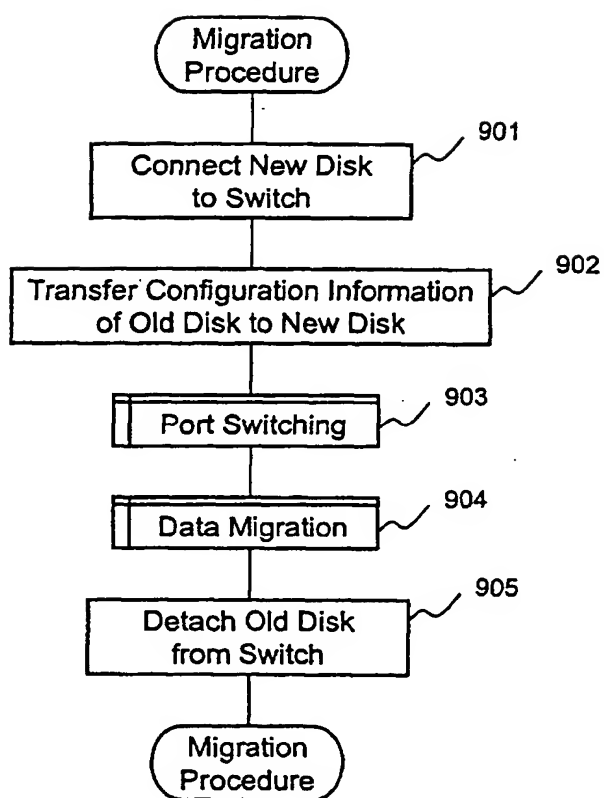 Migration
Procedure
901
Connect New Disk
to Switch
902
Transfer Configuration Information
of Old Disk to New Disk
903
Port Switching
904
Data Migration
905
Detach Old Disk
from Switch
Migration
Procedure